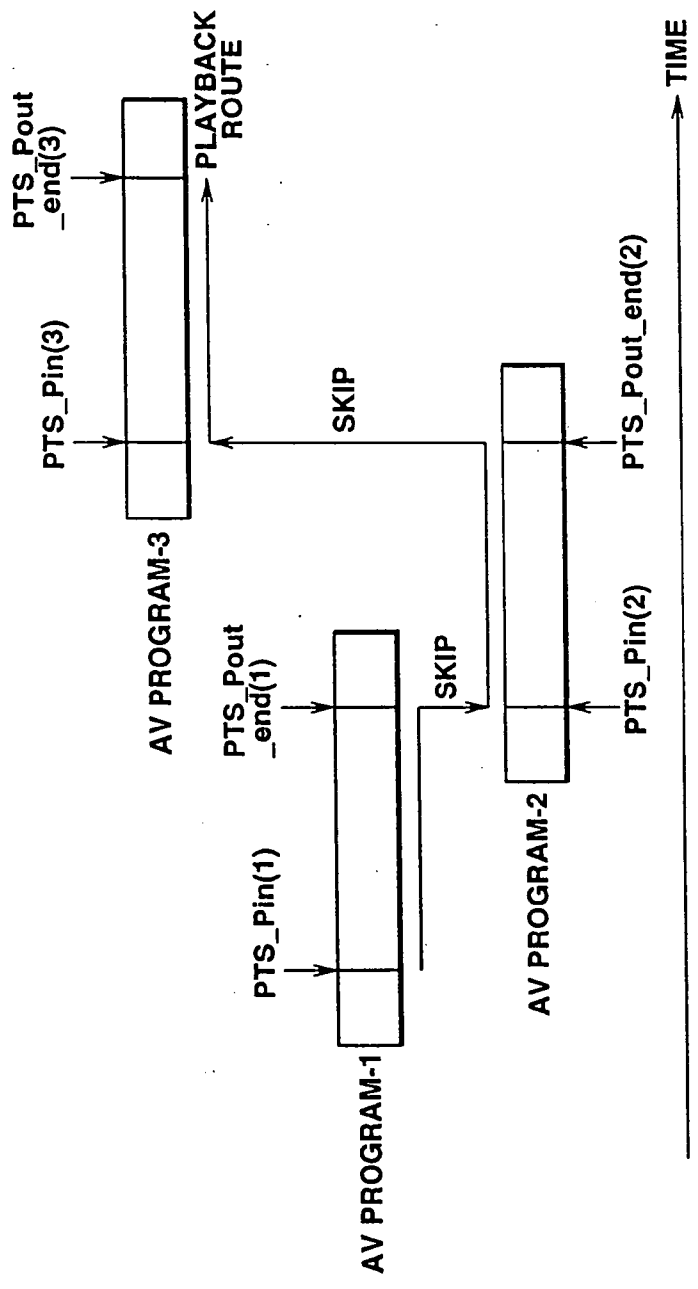 PTS_Pout
_end(3)
PTS_Pin(3)
PLAYBACK
ROUTE
AV PROGRAM-3
SKIP
PTS_Pout
_end(1)
PTS_Pin(1)
AV PROGRAM-1
SKIP
AV PROGRAM-2
PTS_Pin(2)
PTS_Pout_end(2)
TIME